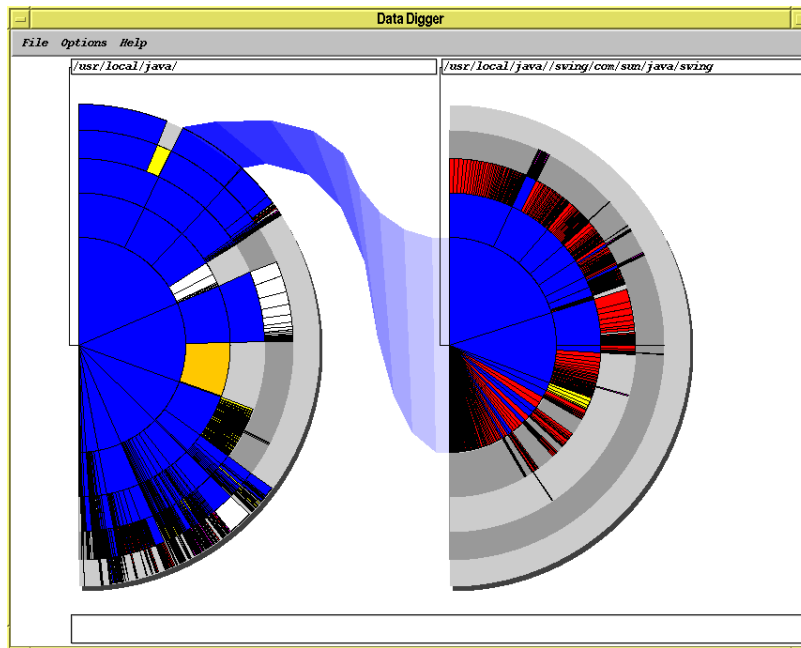 Data Digger
File Options Help
/usr/local/java/
/usr/local/java//swing/com/sun/java/swing